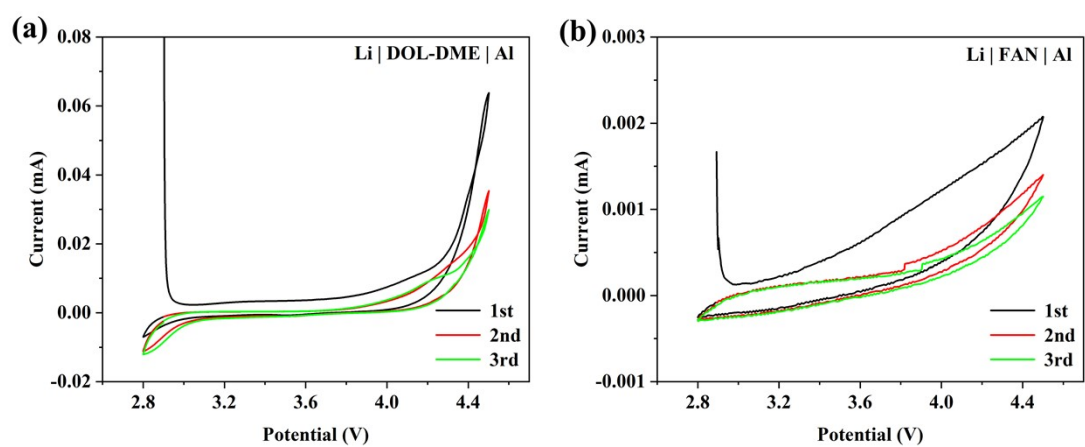 (a)
Li | DOL-DME | Al
Current (mA)
0.08
0.06
0.04
0.02
0.00
-0.02
2.8 3.2 3.6 4.0 4.4
Potential (V)
1st
2nd
3rd
(b)
Li | FAN | Al
Current (mA)
0.003
0.002
0.001
0.000
-0.001
2.8 3.2 3.6 4.0 4.4
Potential (V)
1st
2nd
3rd